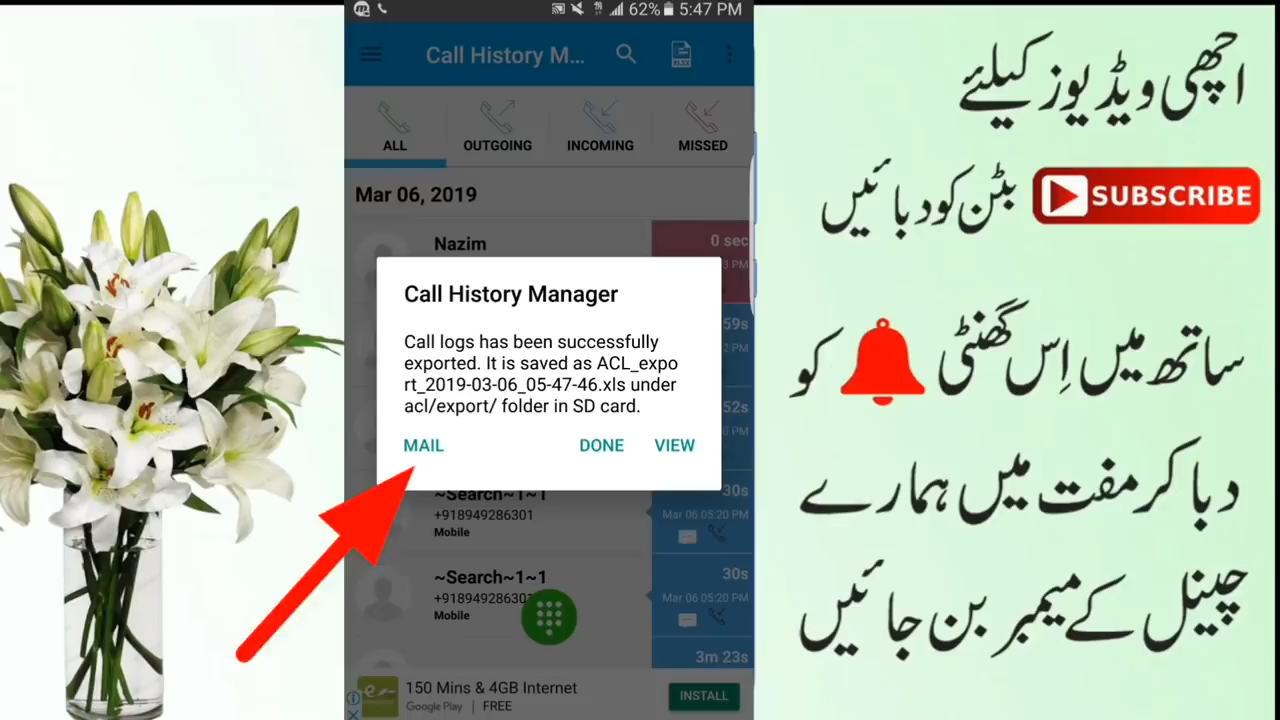 62% 5:47 PM
Call History M...
XLSX
ALL OUTGOING INCOMING MISSED
Mar 06, 2019
Nazim
0 sec
Call History Manager
Call logs has been successfully
exported. It is saved as ACL_expo
rt_2019-03-06_05-47-46.xls under
acl/export/ folder in SD card.
MAIL DONE VIEW
59s
52s
~Search~1~1
30s
+918949286301
Mar 06 05:20 PM
Mobile
~Search~1~1
30s
Mar 06 05:20 PM
Mobile
3m 23s
150 Mins & 4GB Internet
Google Play | FREE
INSTALL
اچھی ویڈیوز کیلئے
SUBSCRIBE بٹن کو دبائیں
ساتھ میں اِس گھنٹی کو
دبا کر مفت میں ہمارے
چینل کے میمبر بن جائیں